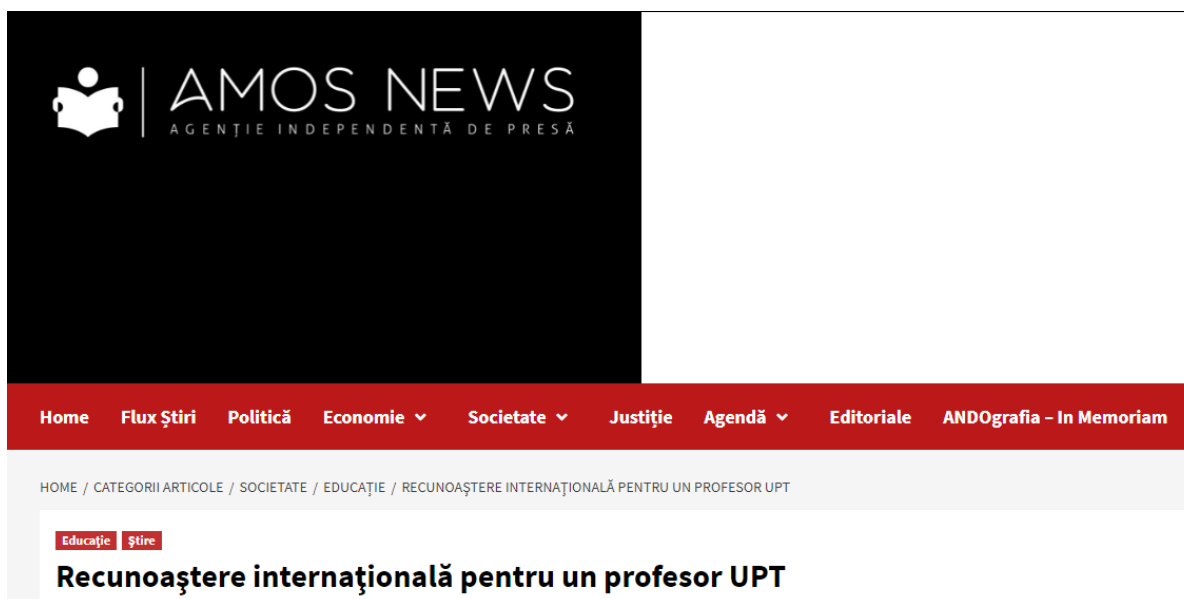 AMOS NEWS
AGENȚIE INDEPENDENTĂ DE PRESĂ
Home Flux Știri Politică Economie Societate Justiție Agendă Editoriale ANDOgrafia – In Memoriam
HOME / CATEGORII ARTICOLE / SOCIETATE / EDUCAȚIE / RECUNOAŞTERE INTERNAŢIONALĂ PENTRU UN PROFESOR UPT
Educaţie Ştire
Recunoaştere internaţională pentru un profesor UPT